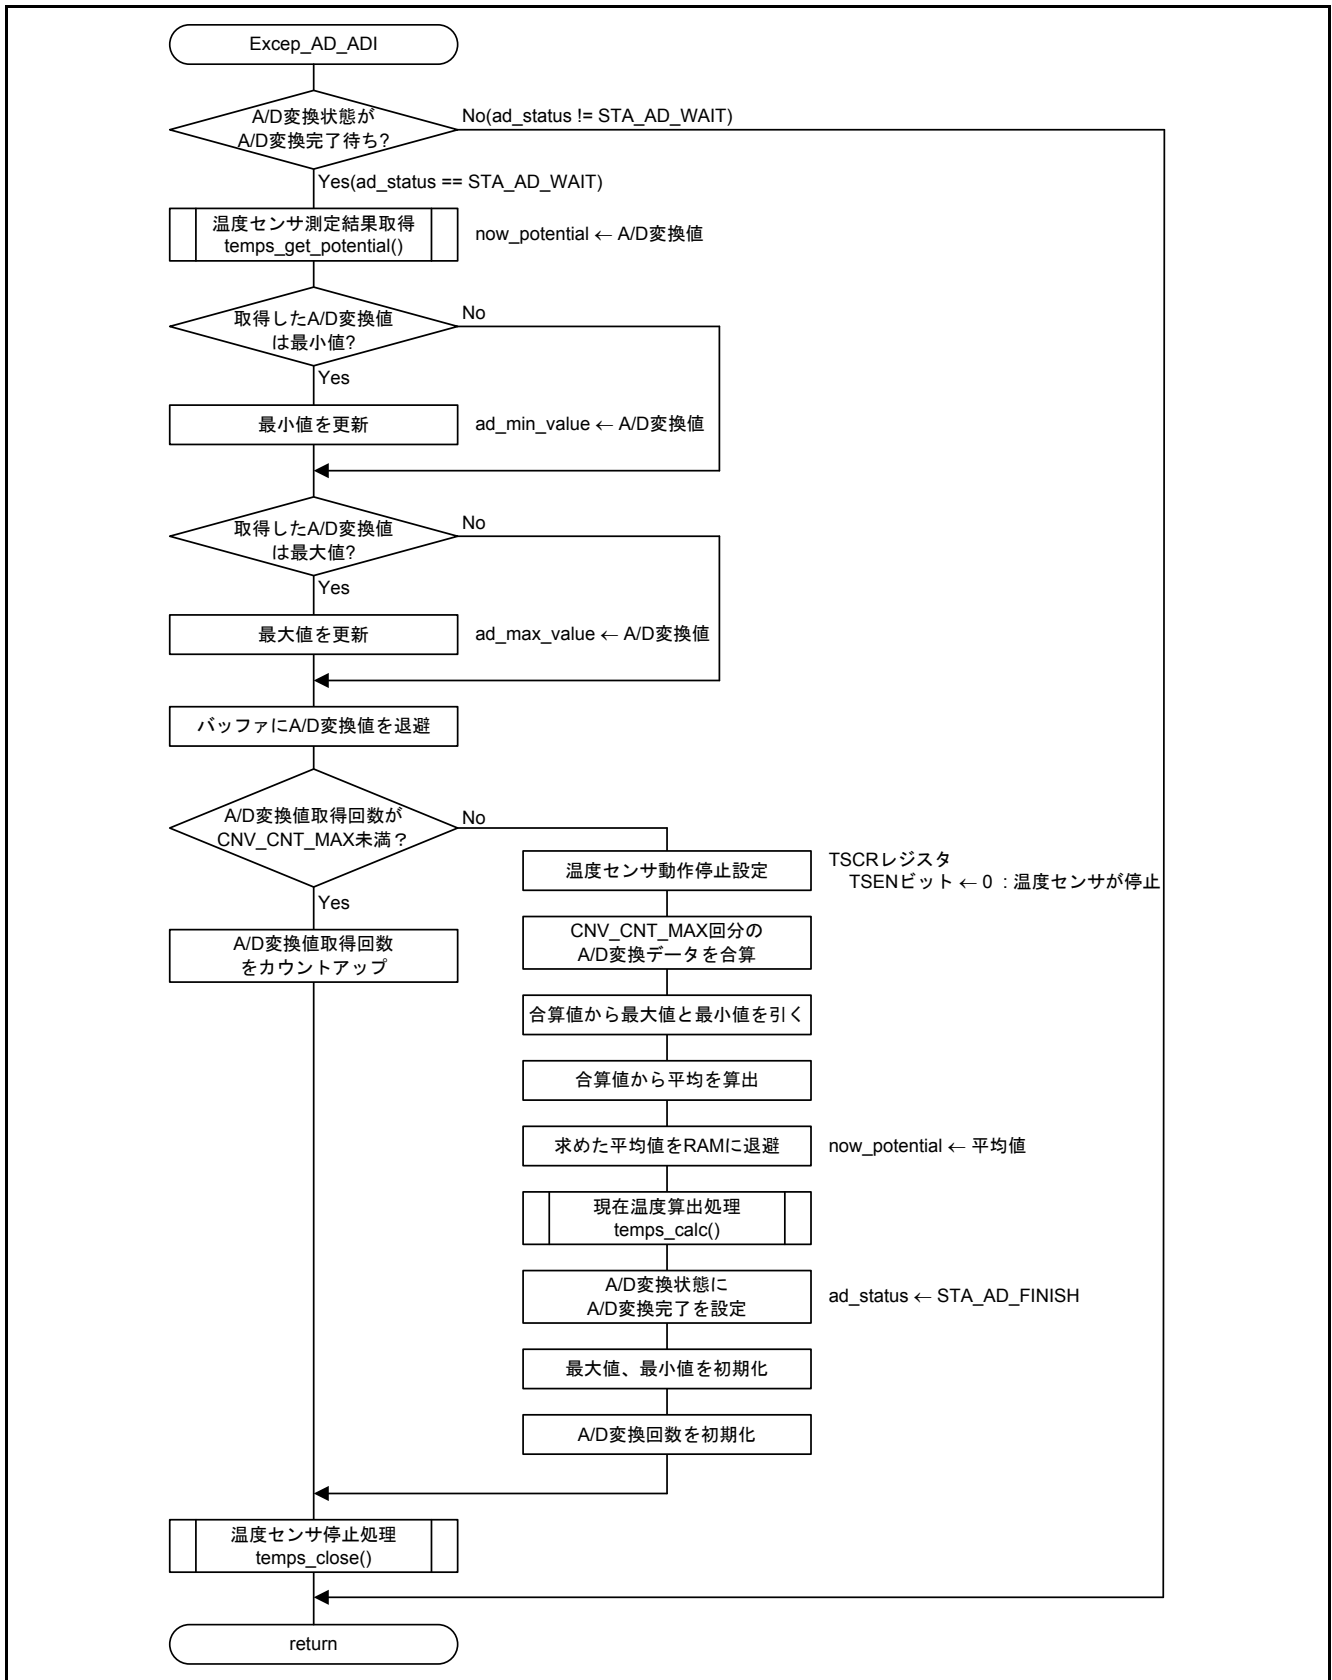 Excep_AD_ADI
A/D変換状態が
A/D変換完了待ち?
No(ad_status != STA_AD_WAIT)
Yes(ad_status == STA_AD_WAIT)
温度センサ測定結果取得
temps_get_potential()
now_potential ← A/D変換値
取得したA/D変換値
は最小値?
No
Yes
最小値を更新
ad_min_value ← A/D変換値
取得したA/D変換値
は最大値?
No
Yes
最大値を更新
ad_max_value ← A/D変換値
バッファにA/D変換値を退避
A/D変換値取得回数が
CNV_CNT_MAX未満？
No
Yes
A/D変換値取得回数
をカウントアップ
温度センサ動作停止設定
TSCRレジスタ
TSENビット ← 0 : 温度センサが停止
CNV_CNT_MAX回分の
A/D変換データを合算
合算値から最大値と最小値を引く
合算値から平均を算出
求めた平均値をRAMに退避
now_potential ← 平均値
現在温度算出処理
temps_calc()
A/D変換状態に
A/D変換完了を設定
ad_status ← STA_AD_FINISH
最大値、最小値を初期化
A/D変換回数を初期化
温度センサ停止処理
temps_close()
return